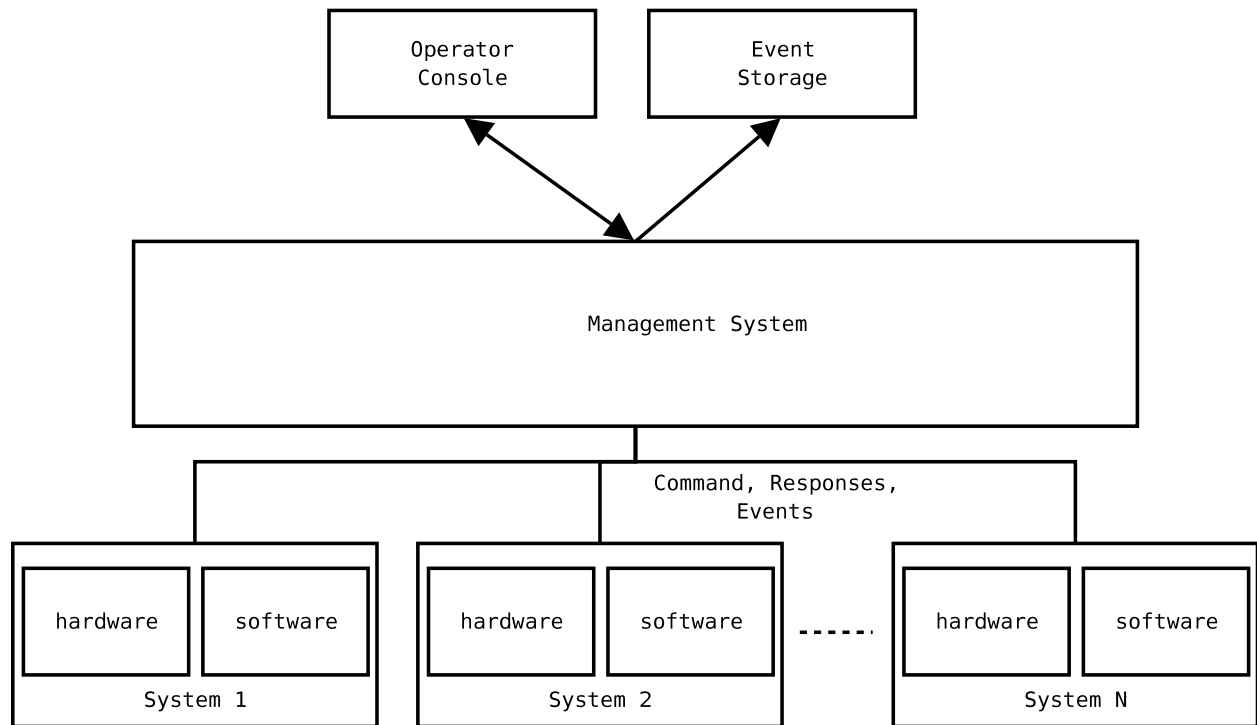 Operator
Console
Event
Storage
Management System
Command, Responses,
Events
hardware
software
System 1
hardware
software
System 2
hardware
software
System N